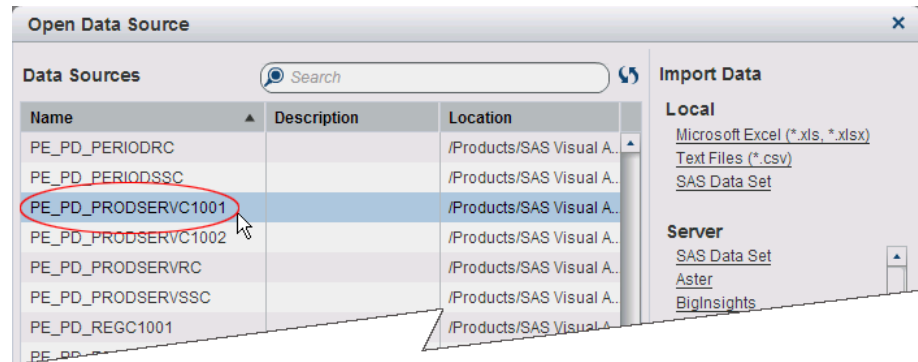 Open Data Source
Data Sources
Search
Import Data
Name Description Location
Local
Microsoft Excel (*.xls, *.xlsx)
Text Files (*.csv)
SAS Data Set
PE_PD_PERIODRC /Products/SAS Visual A..
PE_PD_PERIODSSC /Products/SAS Visual A..
PE_PD_PRODSERVC1001 /Products/SAS Visual A..
PE_PD_PRODSERVC1002 /Products/SAS Visual A..
PE_PD_PRODSERVRC /Products/SAS Visual A..
PE_PD_PRODSERVSSC /Products/SAS Visual A..
PE_PD_REGC1001 /Products/SAS Visual A..
Server
SAS Data Set
Aster
BigInsights